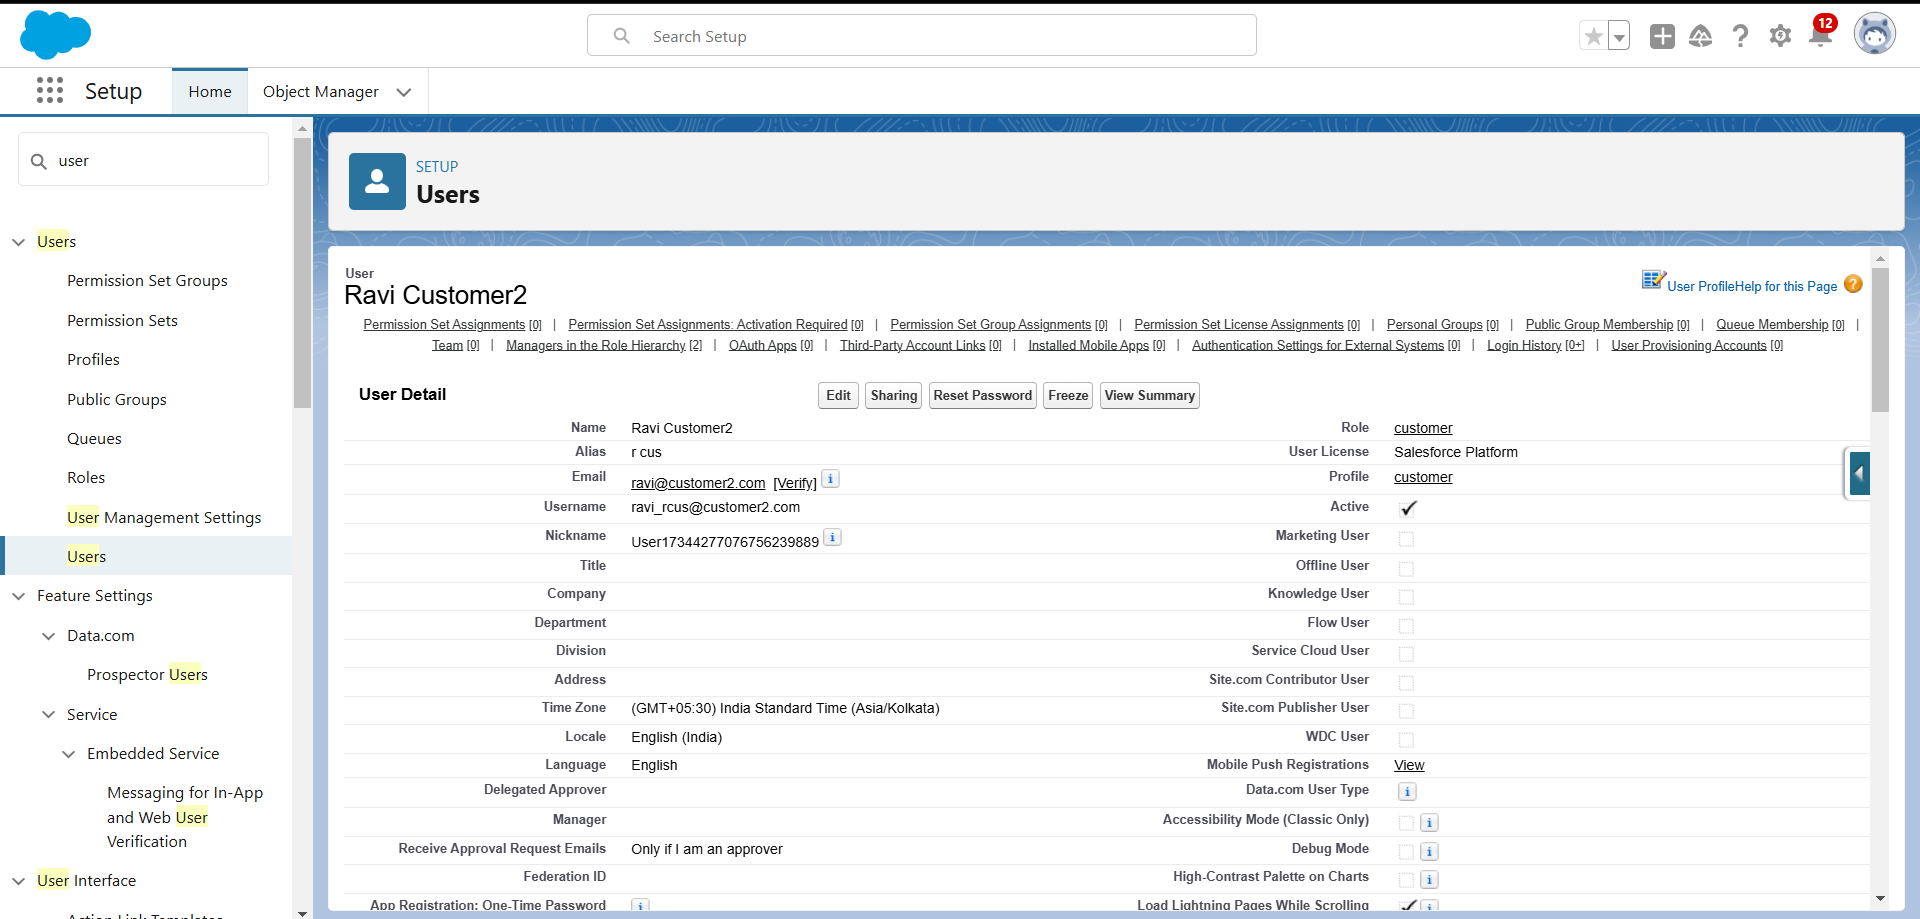 Search Setup
12
Setup
Home
Object Manager
user
Users
Permission Set Groups
Permission Sets
Profiles
Public Groups
Queues
Roles
User Management Settings
Users
Feature Settings
Data.com
Prospector Users
Service
Embedded Service
Messaging for In-App
and Web User
Verification
User Interface
Action Link Templates
SETUP
Users
User
Ravi Customer2
User Profile Help for this Page ?
Permission Set Assignments [0] | Permission Set Assignments: Activation Required [0] | Permission Set Group Assignments [0] | Permission Set License Assignments [0] | Personal Groups [0] | Public Group Membership [0] | Queue Membership [0] |
Team [0] | Managers in the Role Hierarchy [2] | OAuth Apps [0] | Third-Party Account Links [0] | Installed Mobile Apps [0] | Authentication Settings for External Systems [0] | Login History [0+] | User Provisioning Accounts [0]
User Detail
Edit Sharing Reset Password Freeze View Summary
Name Ravi Customer2 Role customer
Alias r cus User License Salesforce Platform
Email ravi@customer2.com [Verify] i Profile customer
Username ravi_rcus@customer2.com Active
Nickname User17344277076756239889 i Marketing User
Title Offline User
Company Knowledge User
Department Flow User
Division Service Cloud User
Address Site.com Contributor User
Time Zone (GMT+05:30) India Standard Time (Asia/Kolkata) Site.com Publisher User
Locale English (India) WDC User
Language English Mobile Push Registrations View
Delegated Approver Data.com User Type i
Manager Accessibility Mode (Classic Only) i
Receive Approval Request Emails Only if I am an approver Debug Mode i
Federation ID High-Contrast Palette on Charts i
App Registration: One-Time Password i Load Lightning Pages While Scrolling i